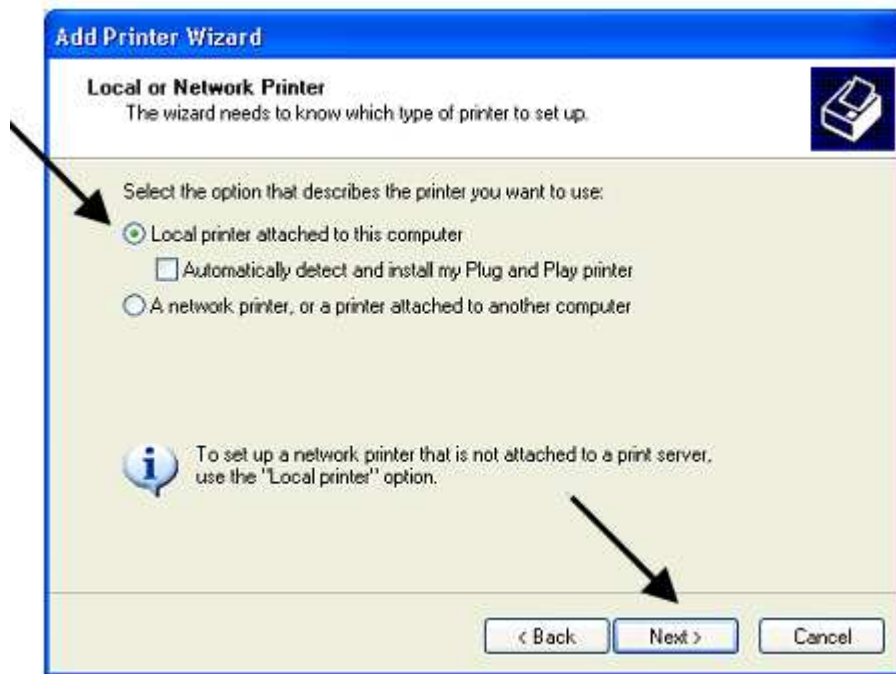 Add Printer Wizard
Local or Network Printer
The wizard needs to know which type of printer to set up.
Select the option that describes the printer you want to use:
Local printer attached to this computer
Automatically detect and install my Plug and Play printer
A network printer, or a printer attached to another computer
To set up a network printer that is not attached to a print server,
use the "Local printer" option.
< Back Next > Cancel